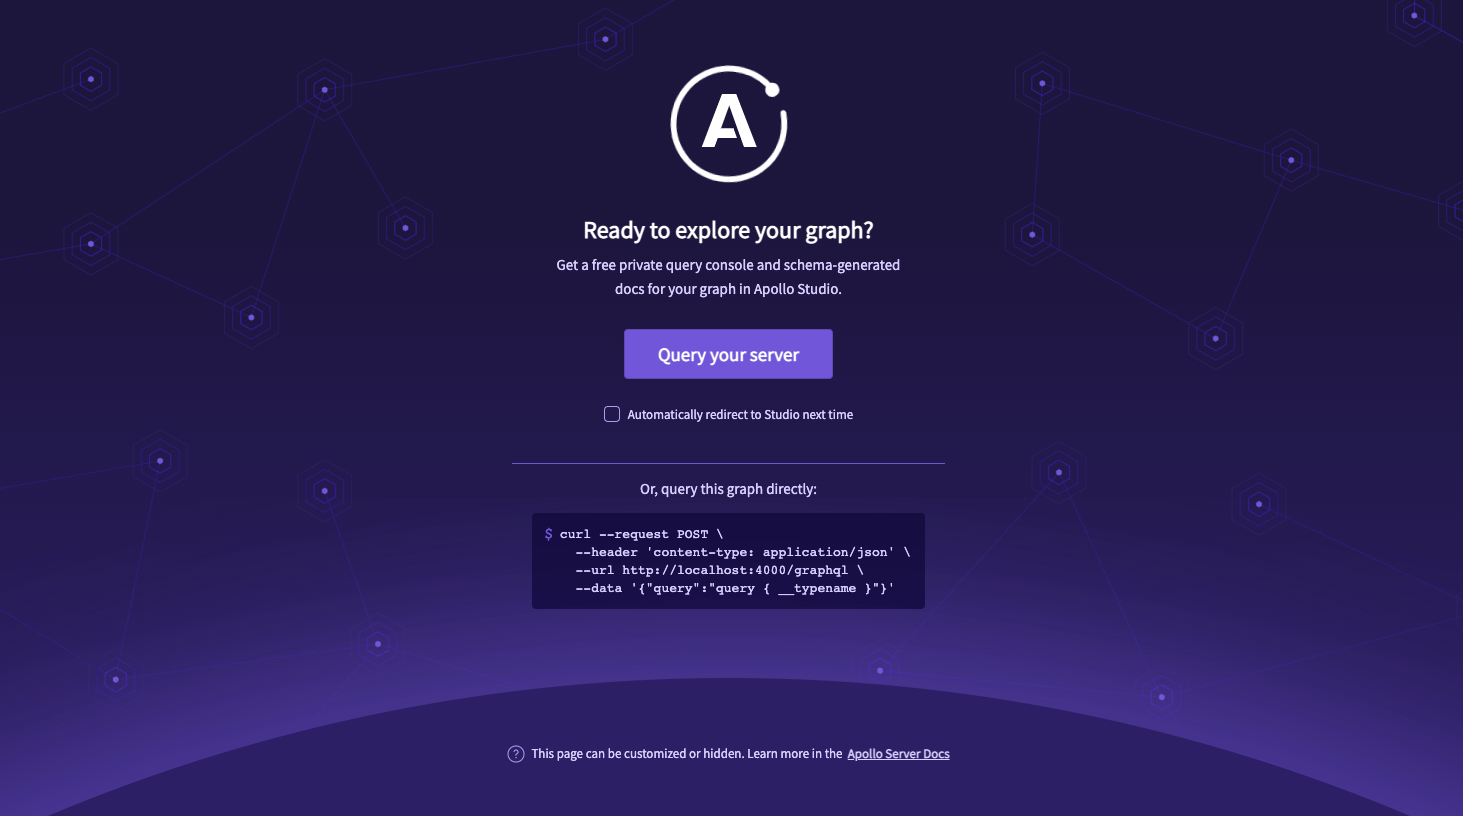 A
Ready to explore your graph?
Get a free private query console and schema-generated
docs for your graph in Apollo Studio.
Query your server
Automatically redirect to Studio next time
Or, query this graph directly:
$ curl --request POST \
--header 'content-type: application/json' \
--url http://localhost:4000/graphql \
--data '{"query":"query { __typename }"}'
? This page can be customized or hidden. Learn more in the Apollo Server Docs